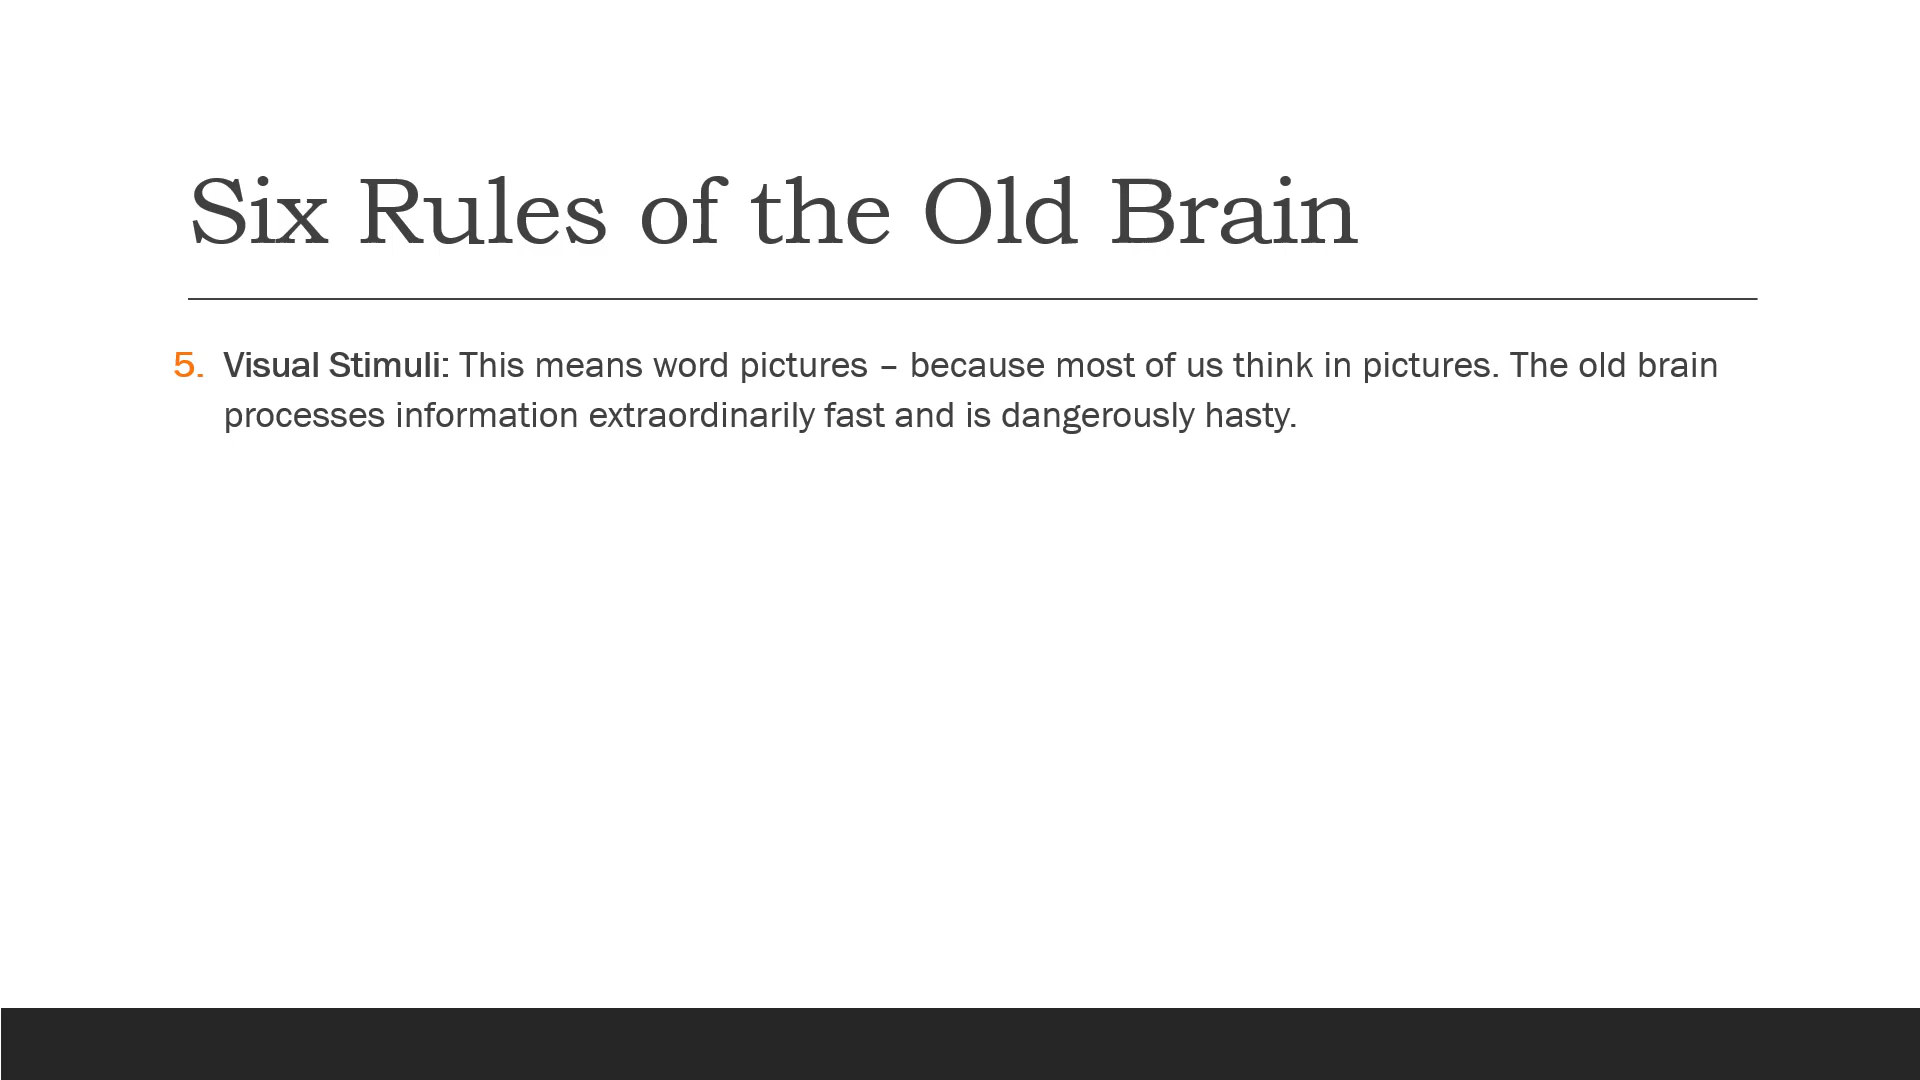 Six Rules of the Old Brain
5. Visual Stimuli: This means word pictures – because most of us think in pictures. The old brain
processes information extraordinarily fast and is dangerously hasty.